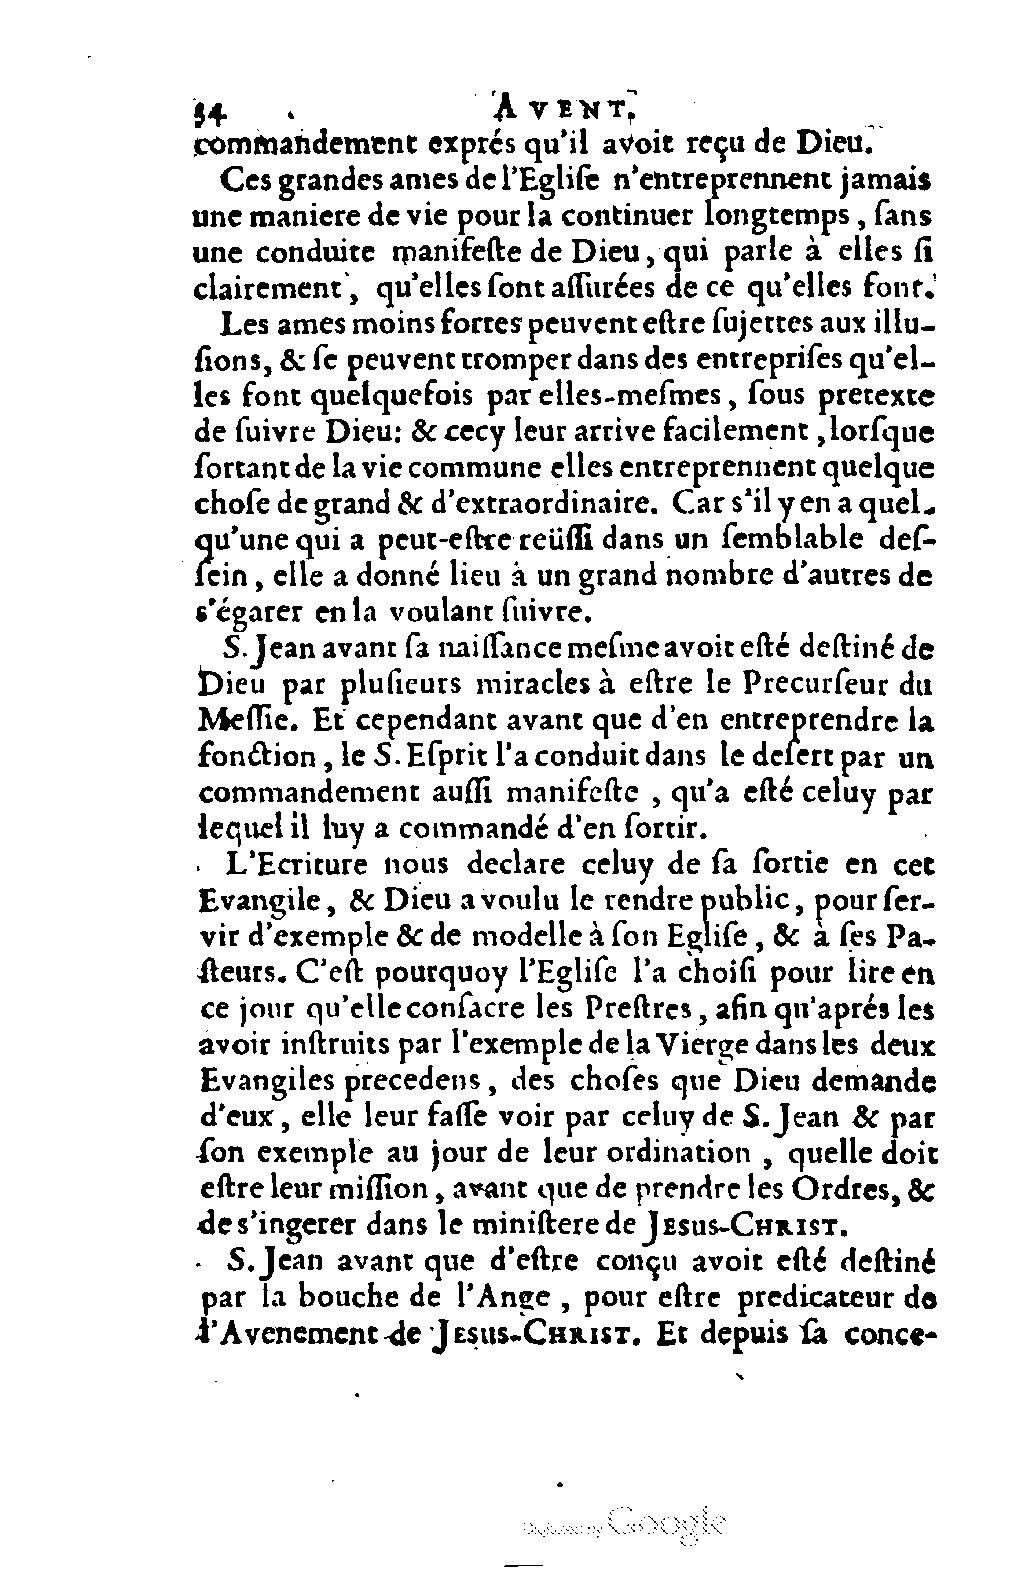 54 AVENT,
commandement exprés qu'il avoit reçu de Dieu.
Ces grandes ames de l'Egliſe n'entreprennent jamais
une maniere de vie pour la continuer longtemps, ſans
une conduite manifeſte de Dieu, qui parle à elles ſi
clairement, qu'elles ſont aſſurées de ce qu'elles font.
Les ames moins fortes peuvent eſtre ſujettes aux illu-
ſions, & ſe peuvent tromper dans des entrepriſes qu'el-
les font quelquefois par elles-meſmes, ſous pretexte
de ſuivre Dieu: & cecy leur arrive facilement, lorſque
ſortant de la vie commune elles entreprennent quelque
choſe de grand & d'extraordinaire. Car s'il y en a quel-
qu'une qui a peut-eſtre reüſſi dans un ſemblable deſ-
ſein, elle a donné lieu à un grand nombre d'autres de
s'égarer en la voulant ſuivre.
S. Jean avant ſa naiſſance meſme avoit eſté deſtiné de
Dieu par pluſieurs miracles à eſtre le Precurſeur du
Meſſie. Et cependant avant que d'en entreprendre la
fonction, le S. Eſprit l'a conduit dans le deſert par un
commandement auſſi manifeſte, qu'a eſté celuy par
lequel il luy a commandé d'en ſortir.
L'Ecriture nous declare celuy de ſa ſortie en cet
Evangile, & Dieu a voulu le rendre public, pour ſer-
vir d'exemple & de modelle à ſon Egliſe, & à ſes Pa-
ſteurs. C'eſt pourquoy l'Egliſe l'a choiſi pour lire en
ce jour qu'elle conſacre les Preſtres, afin qu'aprés les
avoir inſtruits par l'exemple de la Vierge dans les deux
Evangiles precedens, des choſes que Dieu demande
d'eux, elle leur faſſe voir par celuy de S. Jean & par
ſon exemple au jour de leur ordination, quelle doit
eſtre leur miſſion, avant que de prendre les Ordres, &
de s'ingerer dans le miniſtere de JESUS-CHRIST.
S. Jean avant que d'eſtre conçu avoit eſté deſtiné
par la bouche de l'Ange, pour eſtre predicateur de
l'Avenement de JESUS-CHRIST. Et depuis ſa conce-
Digitized by Google